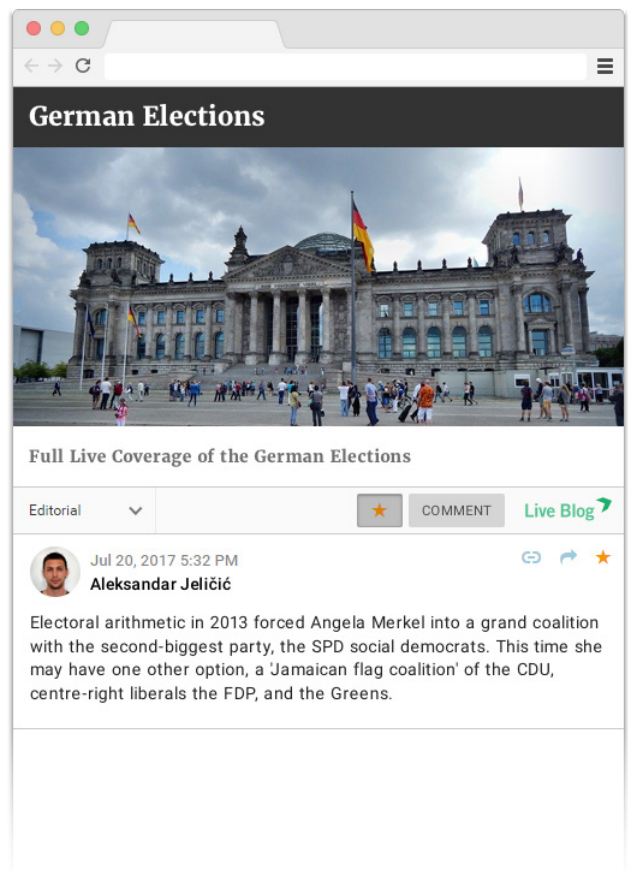 German Elections
Full Live Coverage of the German Elections
Editorial
COMMENT
Live Blog
Jul 20, 2017 5:32 PM
Aleksandar Jeličić
Electoral arithmetic in 2013 forced Angela Merkel into a grand coalition
with the second-biggest party, the SPD social democrats. This time she
may have one other option, a 'Jamaican flag coalition' of the CDU,
centre-right liberals the FDP, and the Greens.